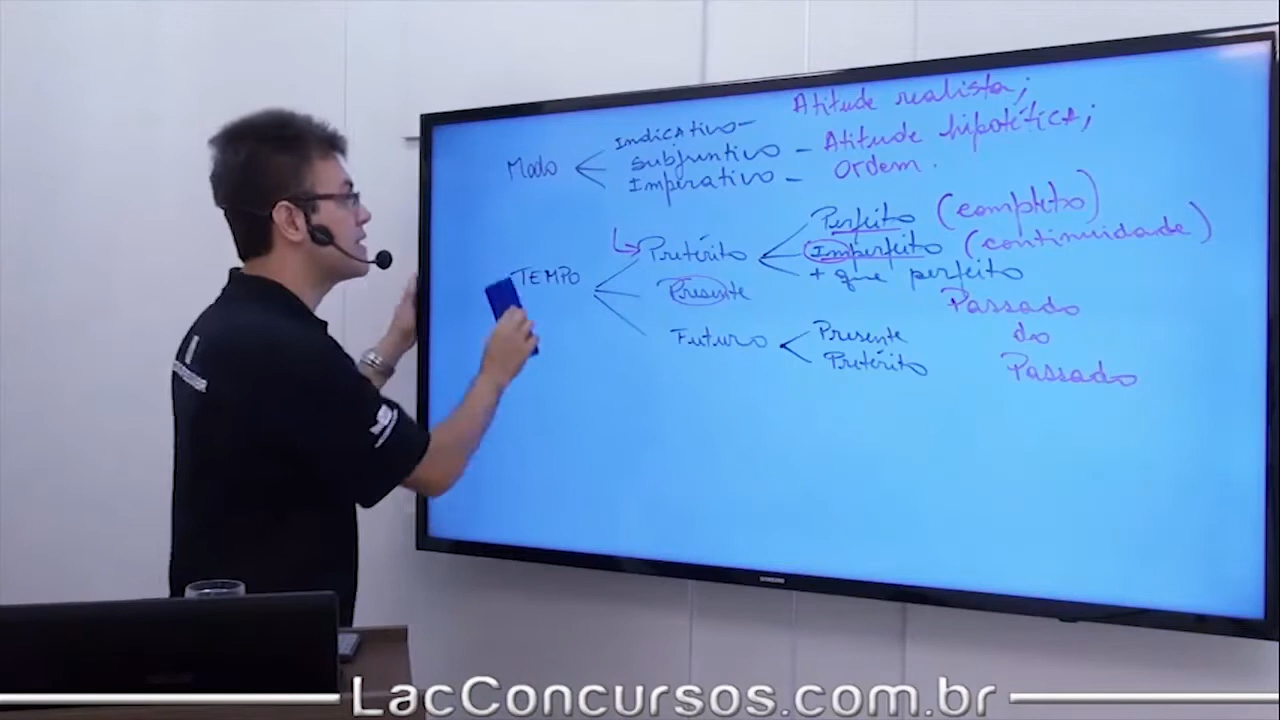 Atitude realista;
Indicativo-
Modo subjuntivo - Atitude hipotética;
Imperativo - ordem.
Perfeito (completo)
Pretérito Imperfeito (continuidade)
TEMPO + que perfeito
Presente Passado
do
Futuro Presente
Pretérito Passado
SAMSUNG
LacConcursos.com.br